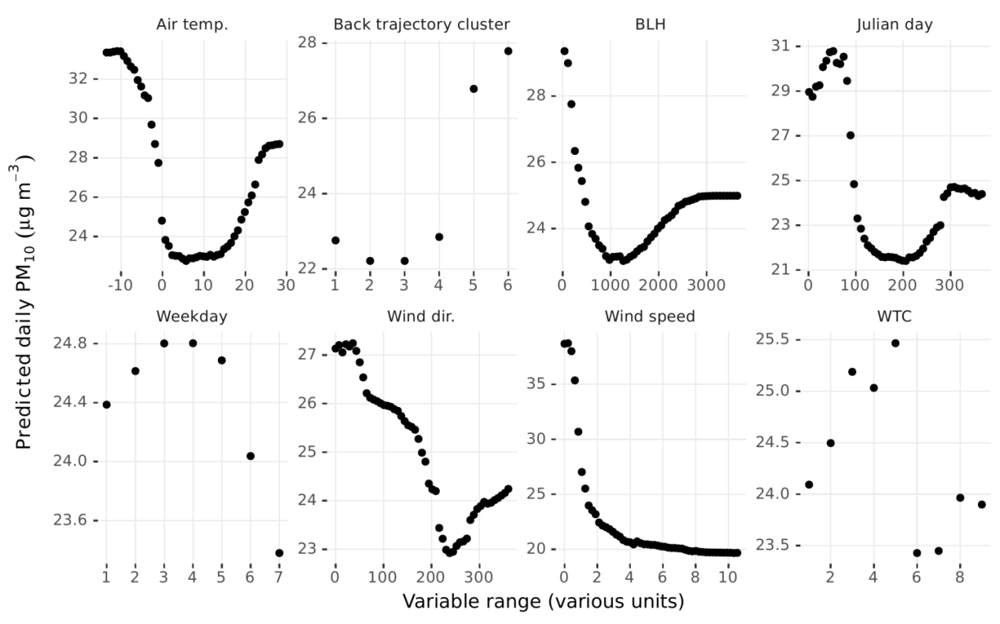 Air temp.
Back trajectory cluster
BLH
Julian day
32
30
28
26
24
-10 0 10 20 30
28
26
24
22
1 2 3 4 5 6
28
26
24
0 1000 2000 3000
31
29
27
25
23
21
0 100 200 300
Weekday
Wind dir.
Wind speed
WTC
24.8
24.4
24.0
23.6
1 2 3 4 5 6 7
27
26
25
24
23
0 100 200 300
35
30
25
20
0 2 4 6 8 10
25.5
25.0
24.5
24.0
23.5
2 4 6 8
Predicted daily PM₁₀ (μg m⁻³)
Variable range (various units)